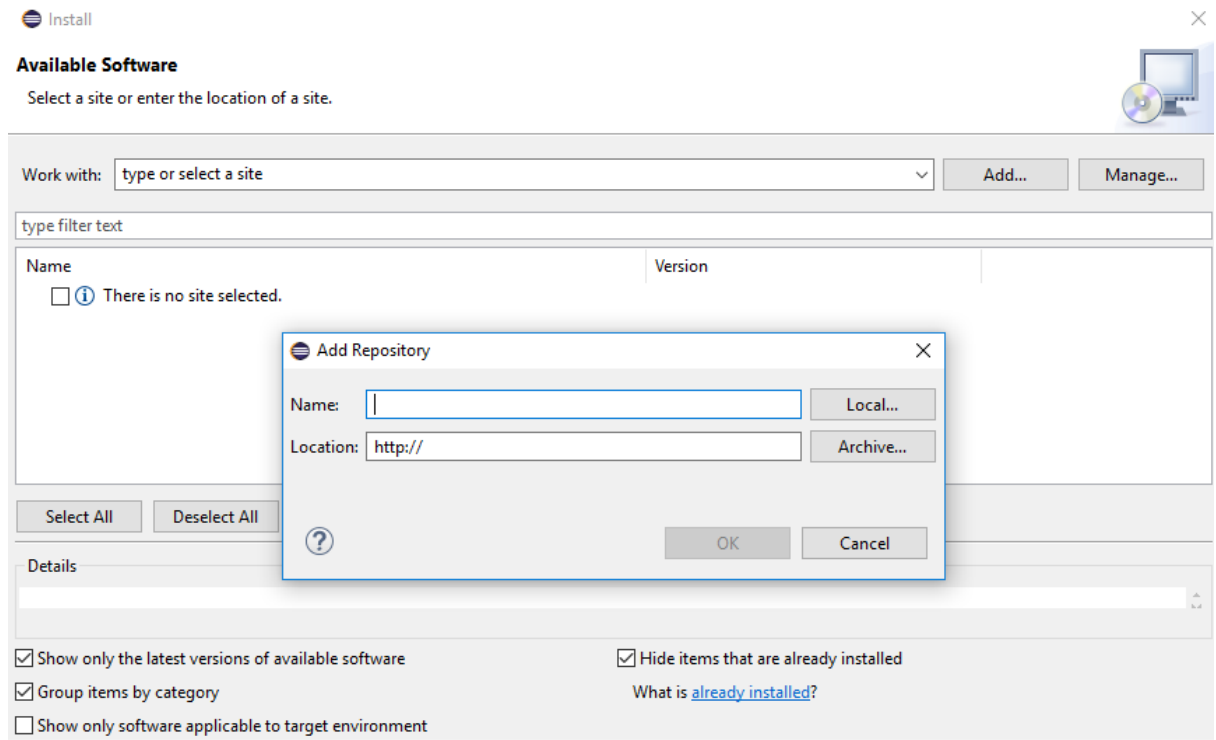 Install
Available Software
Select a site or enter the location of a site.
Work with: type or select a site Add... Manage...
type filter text
Name Version
There is no site selected.
Add Repository
Name: Local...
Location: http:// Archive...
Select All Deselect All
OK Cancel
Details
Show only the latest versions of available software Hide items that are already installed
Group items by category What is already installed?
Show only software applicable to target environment